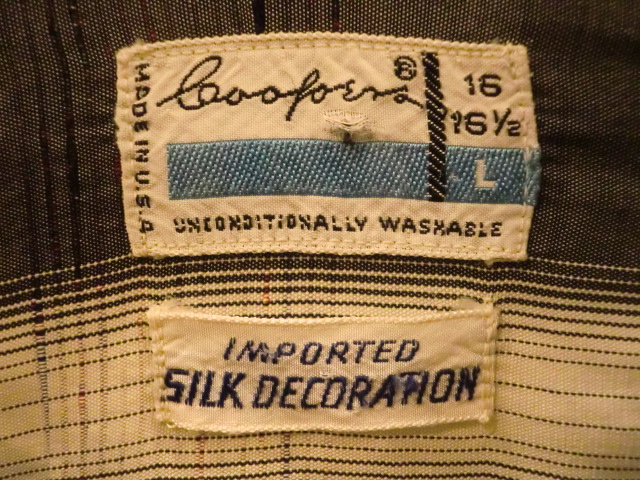 MADE IN U.S.A
Coopers®
16
16½
L
UNCONDITIONALLY WASHABLE
IMPORTED
SILK DECORATION